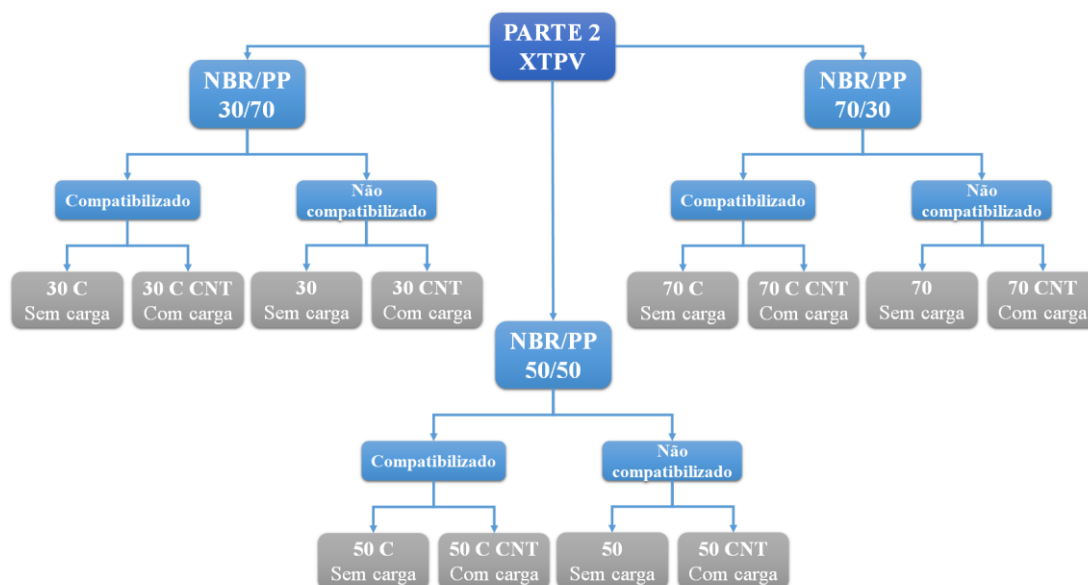 PARTE 2
XTPV
NBR/PP
30/70
Compatibilizado
Não
compatibilizado
30 C
Sem carga
30 C CNT
Com carga
30
Sem carga
30 CNT
Com carga
NBR/PP
70/30
Compatibilizado
Não
compatibilizado
70 C
Sem carga
70 C CNT
Com carga
70
Sem carga
70 CNT
Com carga
NBR/PP
50/50
Compatibilizado
Não
compatibilizado
50 C
Sem carga
50 C CNT
Com carga
50
Sem carga
50 CNT
Com carga